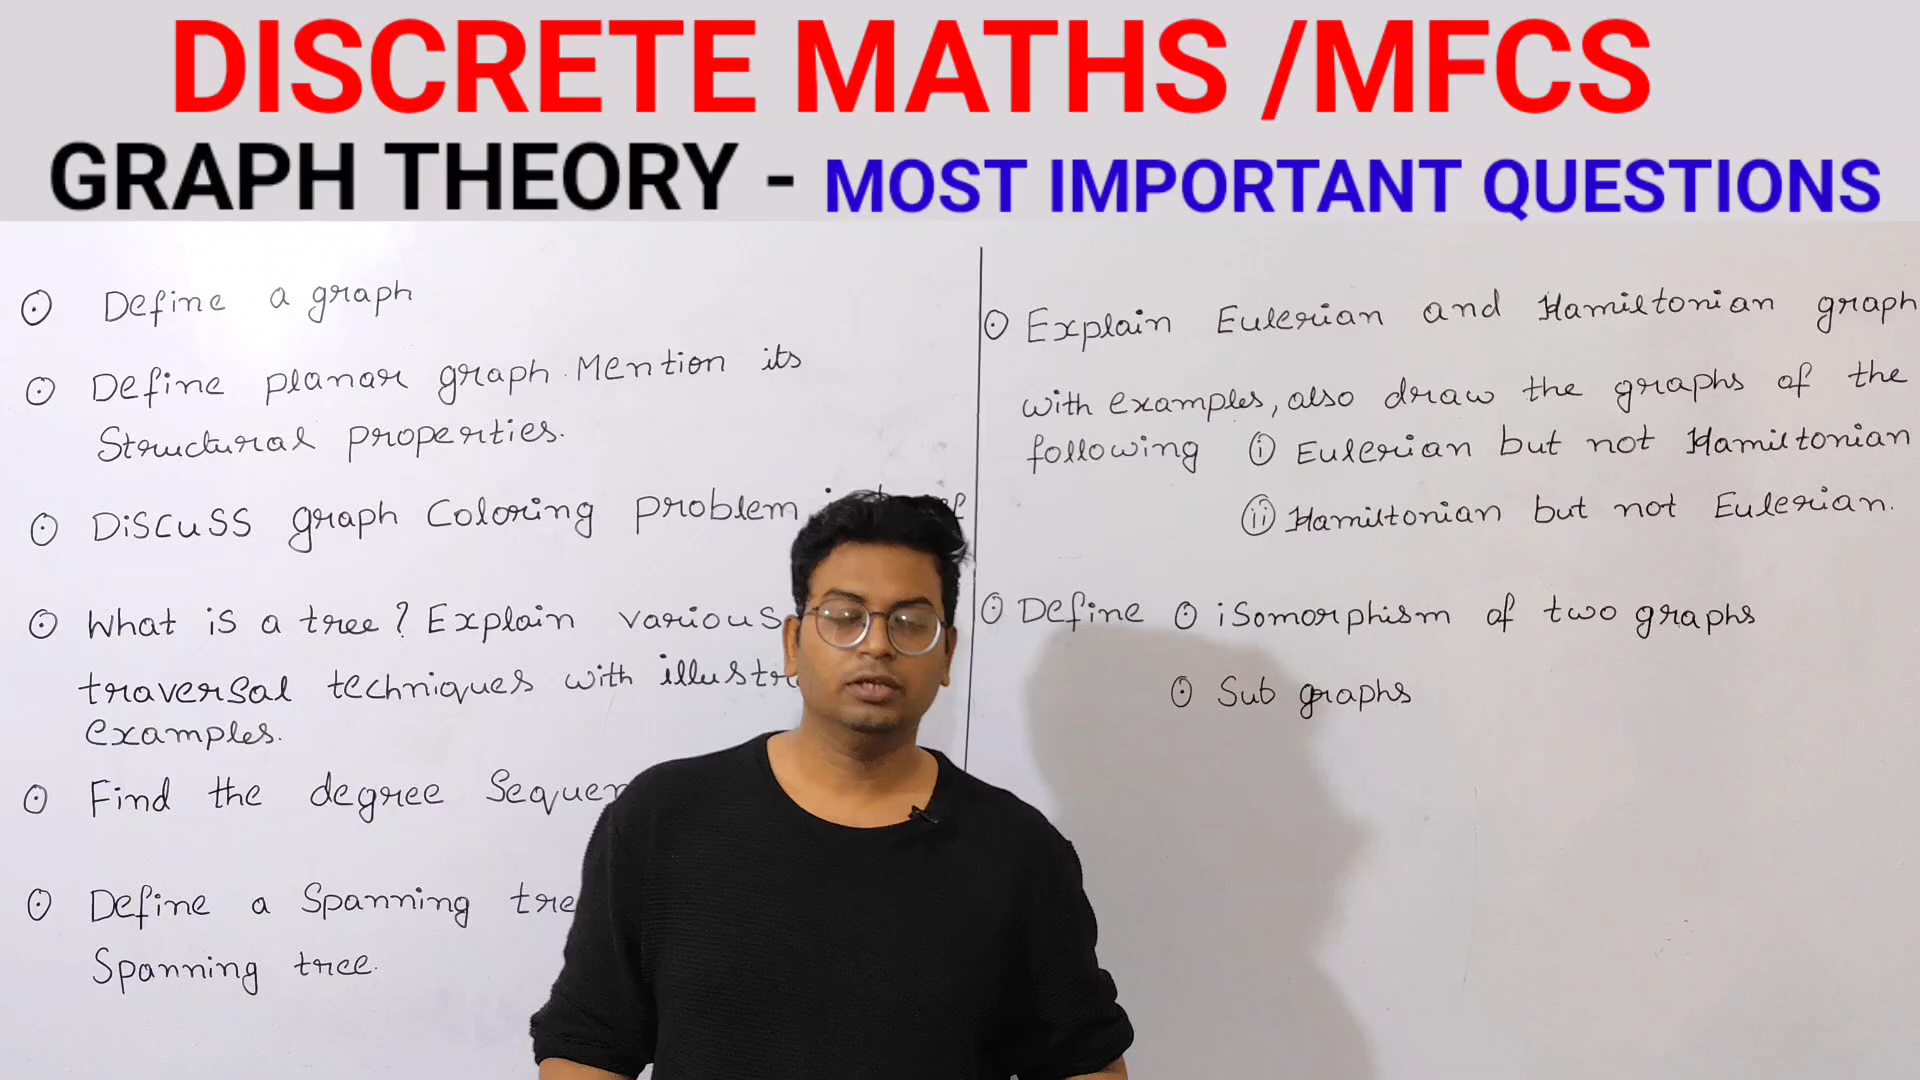 DISCRETE MATHS /MFCS
GRAPH THEORY - MOST IMPORTANT QUESTIONS
Define a graph
Define planar graph. Mention its
Structural properties.
Discuss graph coloring problem
What is a tree? Explain various
traversal techniques with
examples.
Find the degree
Define a Spanning
Spanning tree.
Explain Eulerian and Hamiltonian graph
with examples, also draw the graphs of the
following (i) Eulerian but not Hamiltonian
(ii) Hamiltonian but not Eulerian.
Define isomorphism of two graphs
Sub graphs